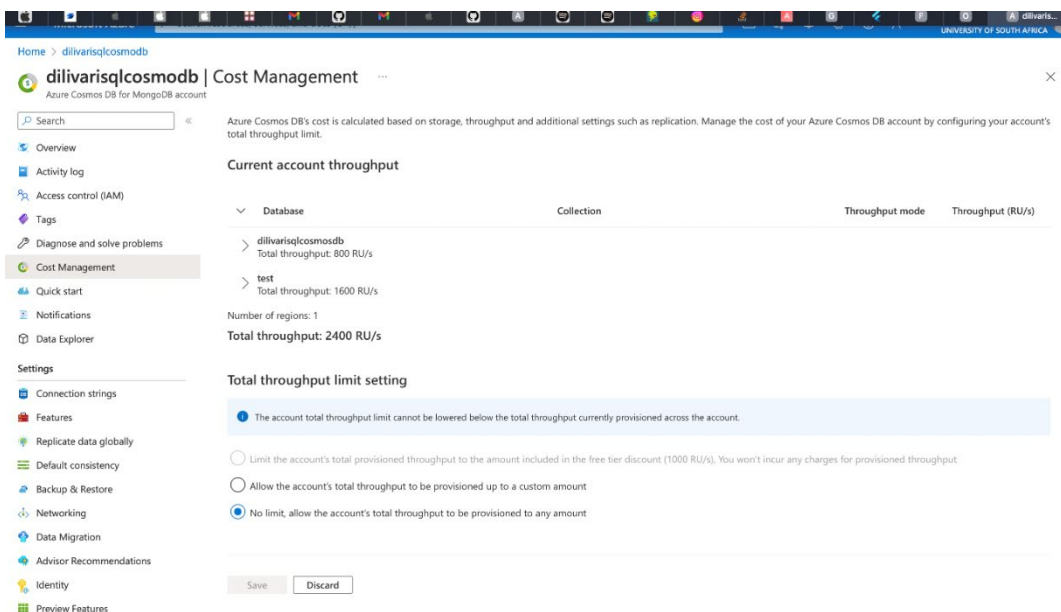 dilivaris...
UNIVERSITY OF SOUTH AFRICA
Home > dilivarisqlcosmodb
dilivarisqlcosmodb | Cost Management ...
Azure Cosmos DB for MongoDB account
Search
Overview
Activity log
Access control (IAM)
Tags
Diagnose and solve problems
Cost Management
Quick start
Notifications
Data Explorer
Settings
Connection strings
Features
Replicate data globally
Default consistency
Backup & Restore
Networking
Data Migration
Advisor Recommendations
Identity
Preview Features
Azure Cosmos DB's cost is calculated based on storage, throughput and additional settings such as replication. Manage the cost of your Azure Cosmos DB account by configuring your account's
total throughput limit.
Current account throughput
Database Collection Throughput mode Throughput (RU/s)
dilivarisqlcosmosdb
Total throughput: 800 RU/s
test
Total throughput: 1600 RU/s
Number of regions: 1
Total throughput: 2400 RU/s
Total throughput limit setting
The account total throughput limit cannot be lowered below the total throughput currently provisioned across the account.
Limit the account's total provisioned throughput to the amount included in the free tier discount (1000 RU/s). You won't incur any charges for provisioned throughput
Allow the account's total throughput to be provisioned up to a custom amount
No limit, allow the account's total throughput to be provisioned to any amount
Save Discard